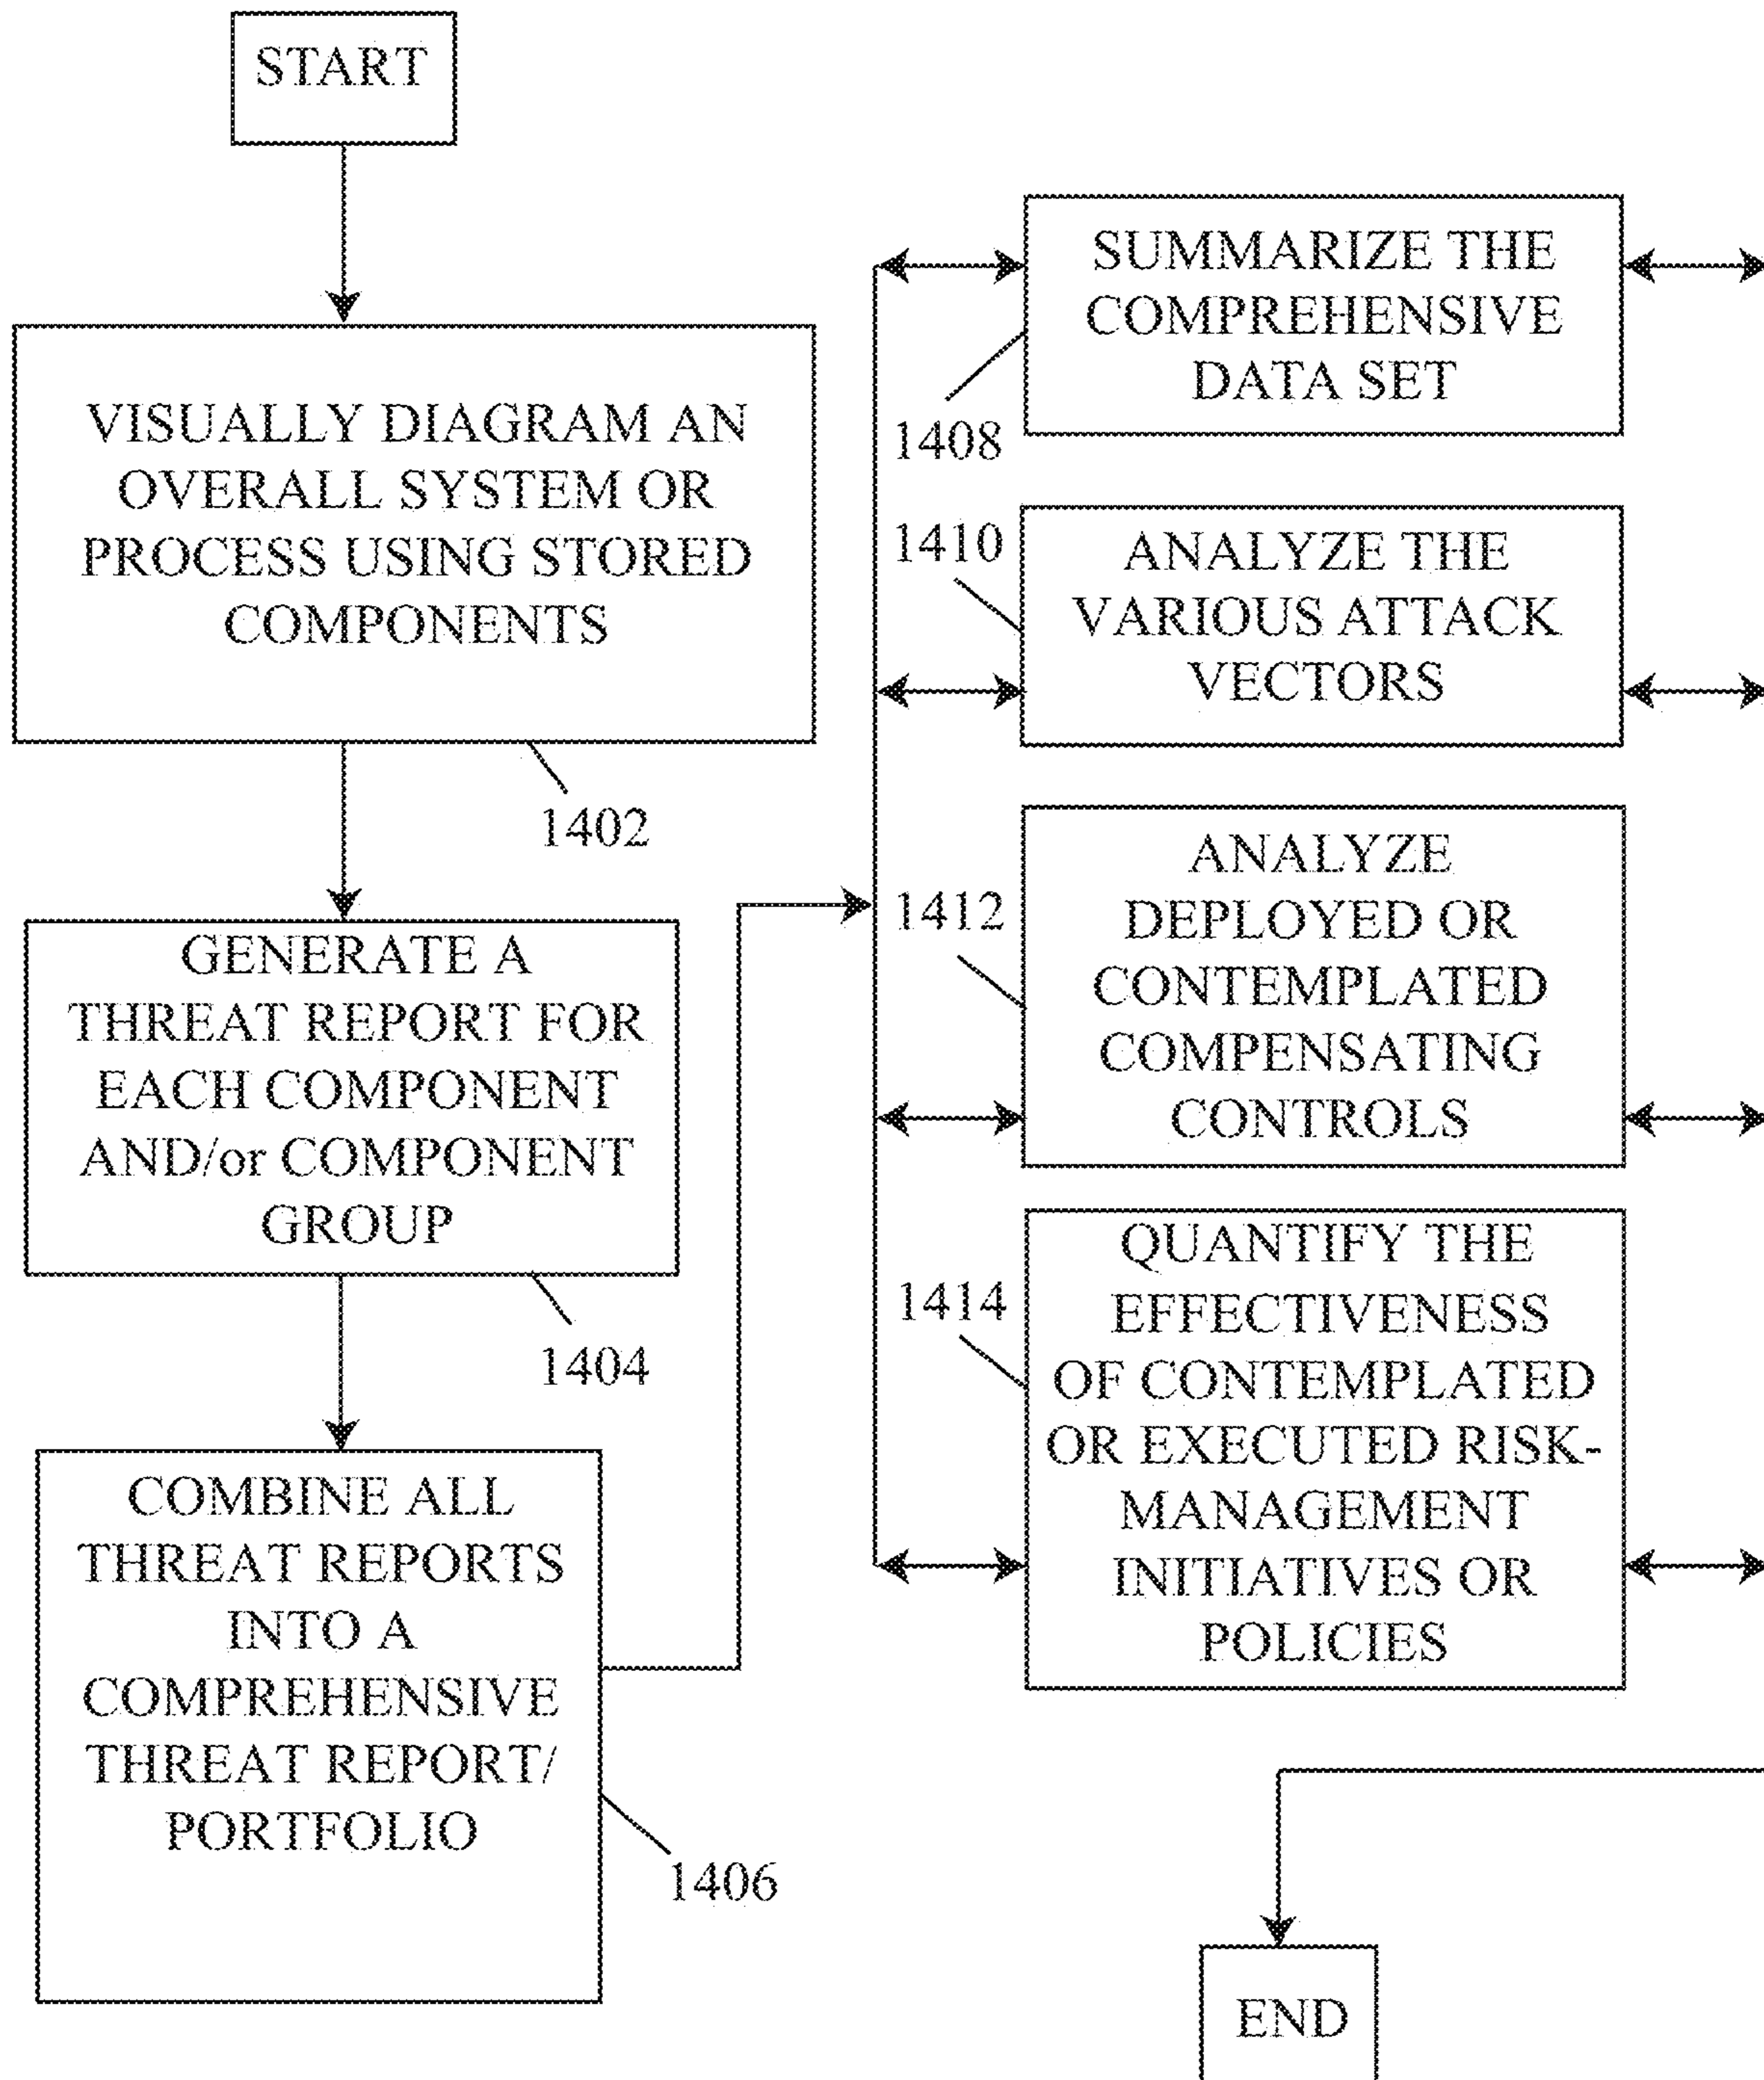 START
VISUALLY DIAGRAM AN
OVERALL SYSTEM OR
PROCESS USING STORED
COMPONENTS
1402
GENERATE A
THREAT REPORT FOR
EACH COMPONENT
AND/or COMPONENT
GROUP
1404
COMBINE ALL
THREAT REPORTS
INTO A
COMPREHENSIVE
THREAT REPORT/
PORTFOLIO
1406
SUMMARIZE THE
COMPREHENSIVE
DATA SET
1408
1410
ANALYZE THE
VARIOUS ATTACK
VECTORS
1412
ANALYZE
DEPLOYED OR
CONTEMPLATED
COMPENSATING
CONTROLS
1414
QUANTIFY THE
EFFECTIVENESS
OF CONTEMPLATED
OR EXECUTED RISK-
MANAGEMENT
INITIATIVES OR
POLICIES
END